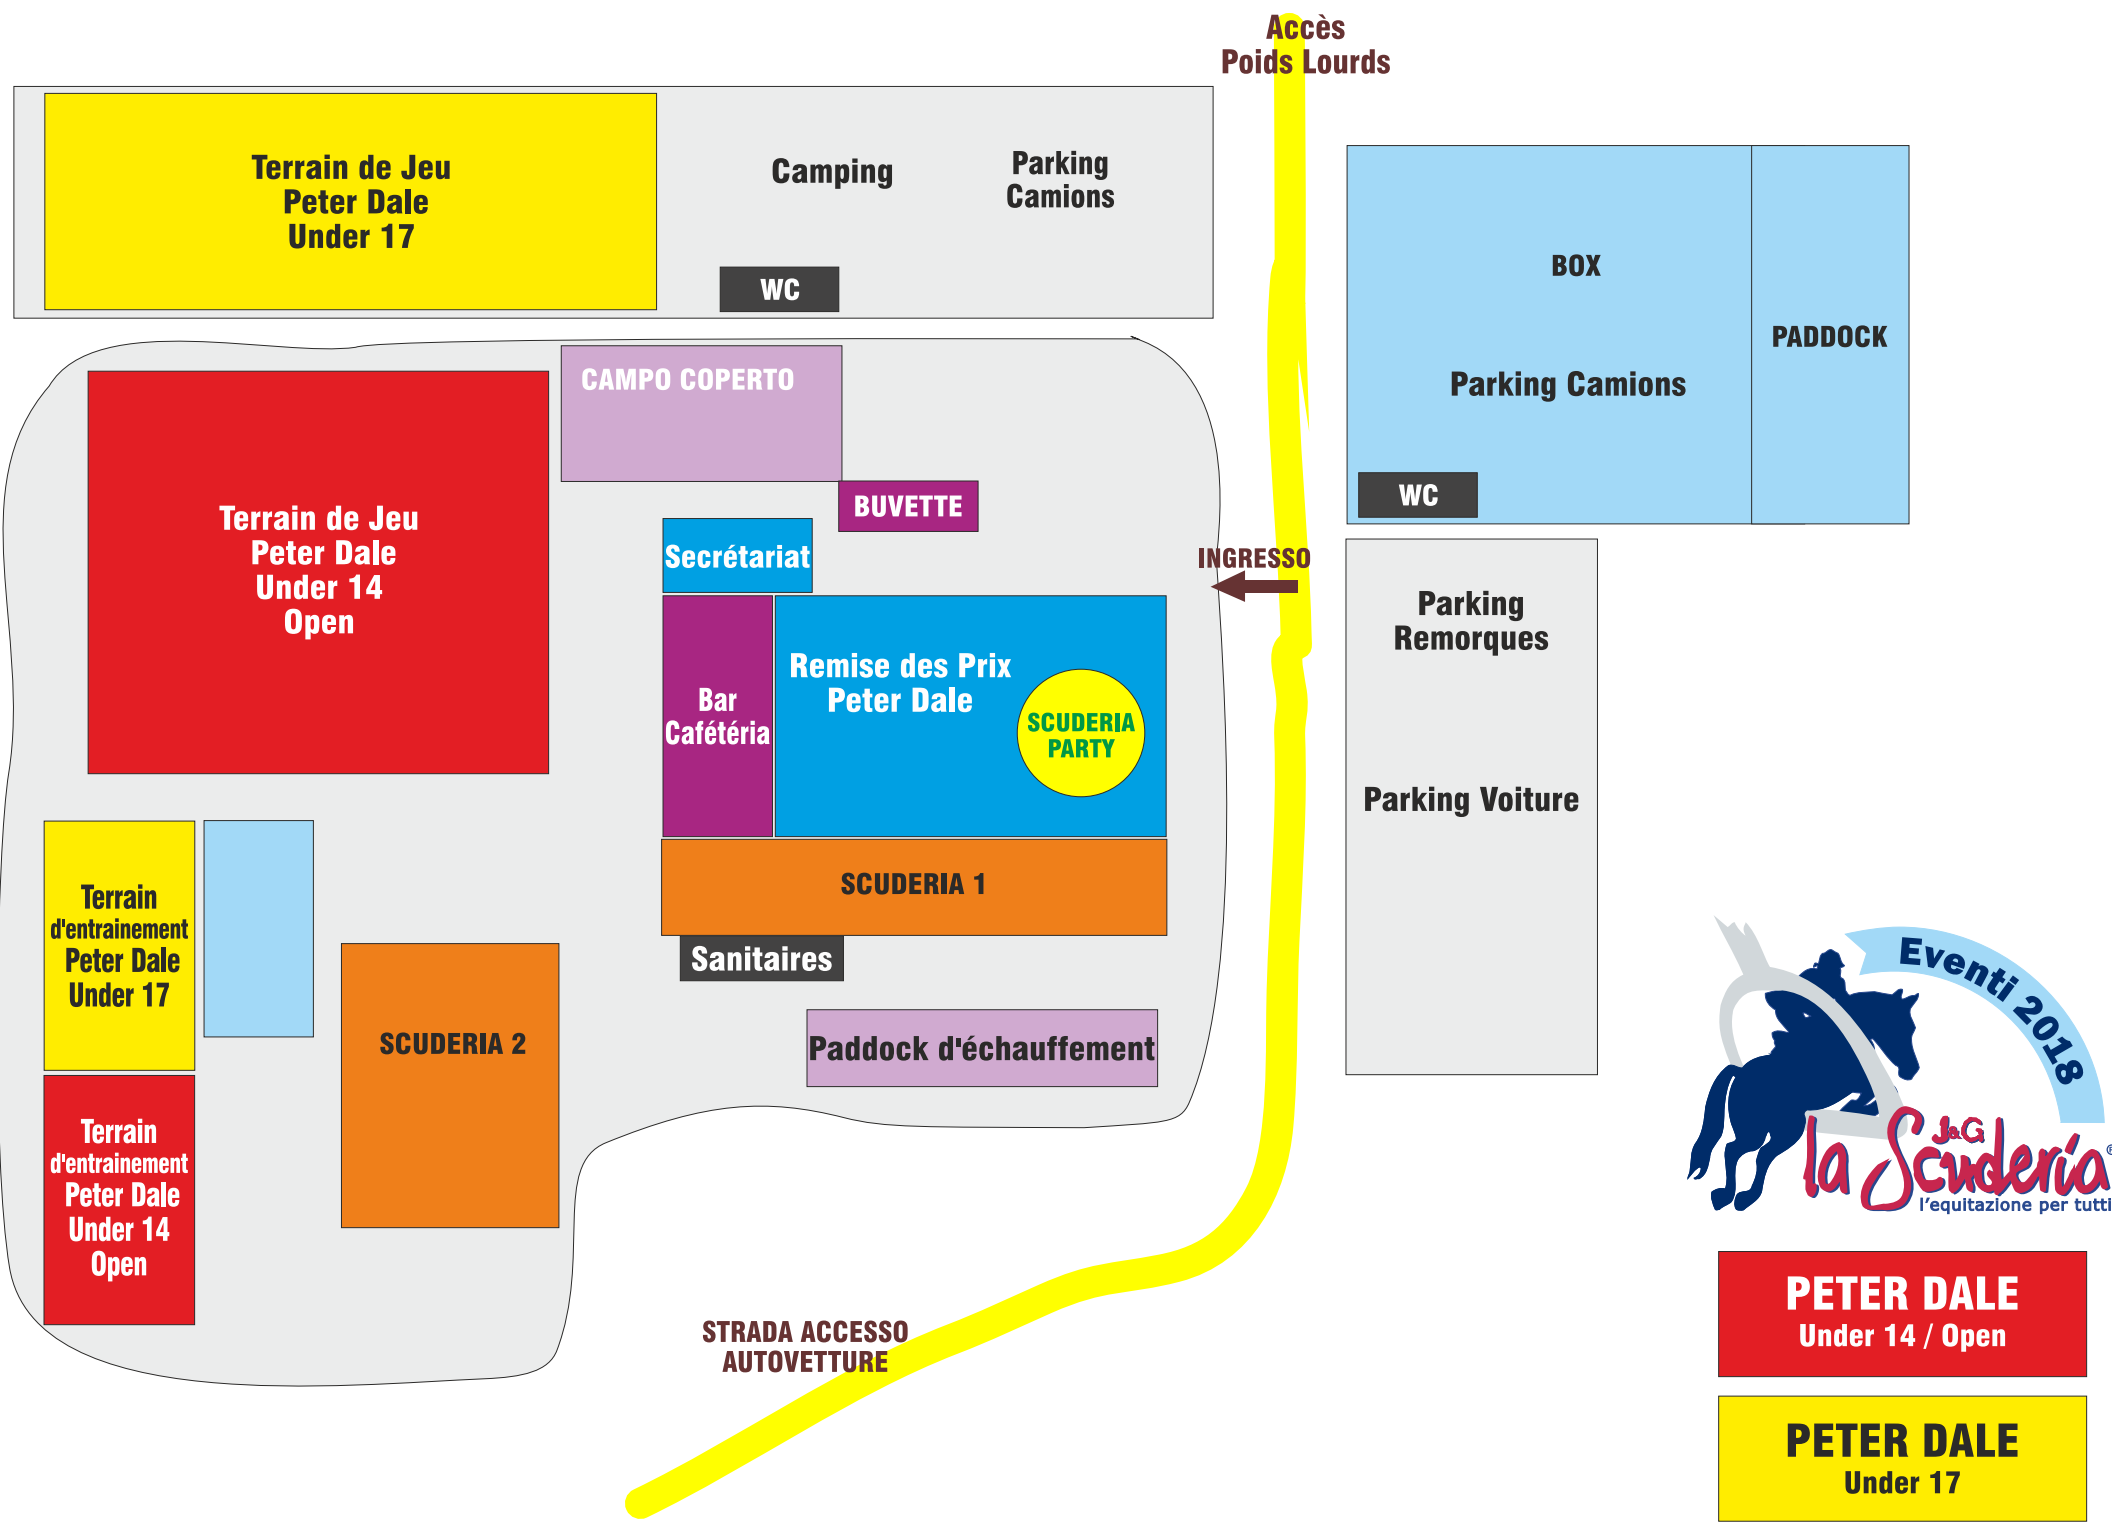 Accès
Poids Lourds
Terrain de Jeu
Peter Dale
Under 17
Camping
Parking
Camions
WC
BOX
PADDOCK
Parking Camions
WC
CAMPO COPERTO
BUVETTE
Terrain de Jeu
Peter Dale
Under 14
Open
Secrétariat
INGRESSO
Parking
Remorques
Remise des Prix
Peter Dale
Bar
Cafétéria
SCUDERIA
PARTY
Parking Voiture
SCUDERIA 1
Sanitaires
Terrain
d'entrainement
Peter Dale
Under 17
SCUDERIA 2
Paddock d'échauffement
Terrain
d'entrainement
Peter Dale
Under 14
Open
Eventi 2018
J&G
la Scuderia®
l'equitazione per tutti
STRADA ACCESSO
AUTOVETTURE
PETER DALE
Under 14 / Open
PETER DALE
Under 17